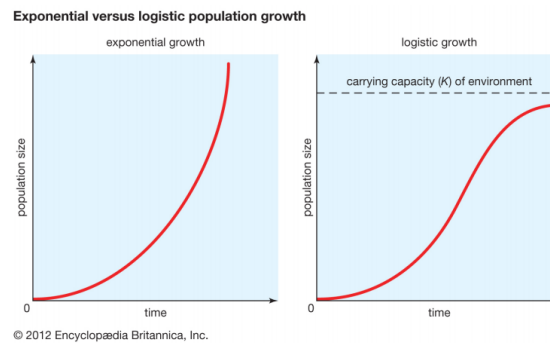 Exponential versus logistic population growth
exponential growth
population size
0
time
logistic growth
carrying capacity (K) of environment
population size
0
time
© 2012 Encyclopædia Britannica, Inc.